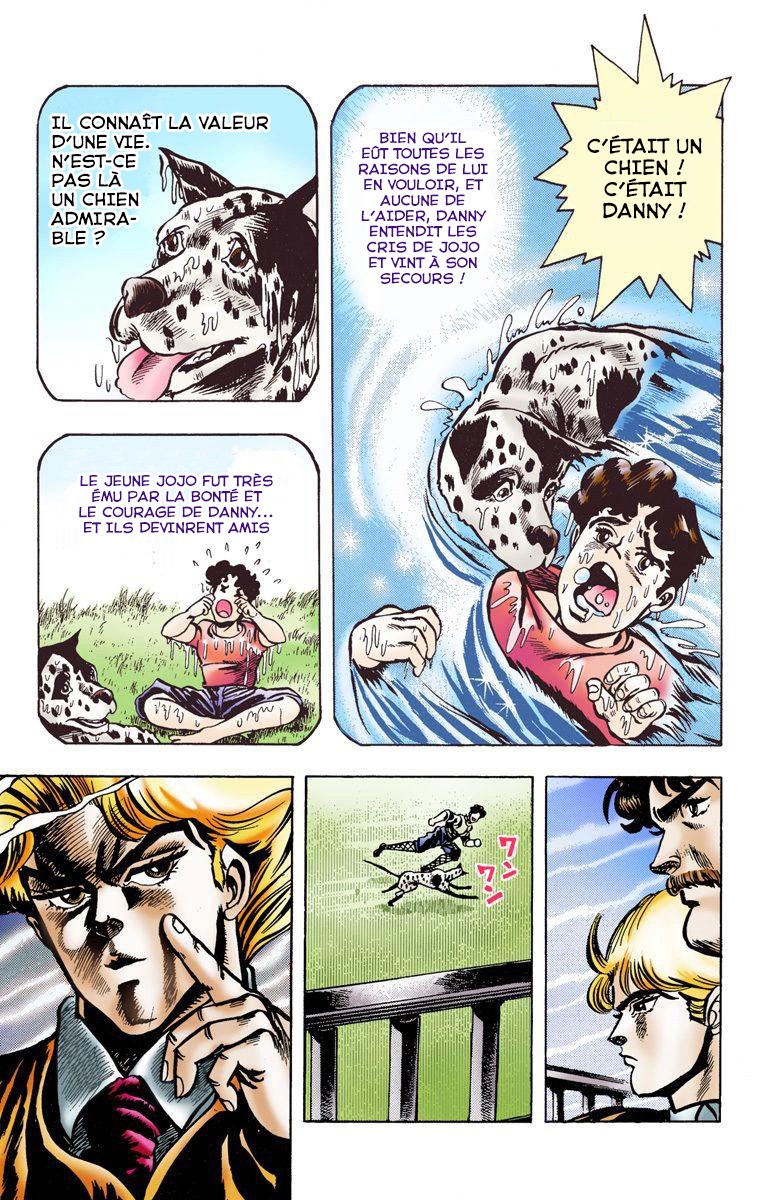 C'ÉTAIT UN
CHIEN !
C'ÉTAIT
DANNY !
BIEN QU'IL
EÛT TOUTES LES
RAISONS DE LUI
EN VOULOIR, ET
AUCUNE DE
L'AIDER, DANNY
ENTENDIT LES
CRIS DE JOJO
ET VINT À SON
SECOURS !
IL CONNAÎT LA VALEUR
D'UNE VIE.
N'EST-CE
PAS LÀ
UN CHIEN
ADMIRA-
BLE ?
LE JEUNE JOJO FUT TRÈS
ÉMU PAR LA BONTÉ ET
LE COURAGE DE DANNY...
ET ILS DEVINRENT AMIS
ワン
ワン